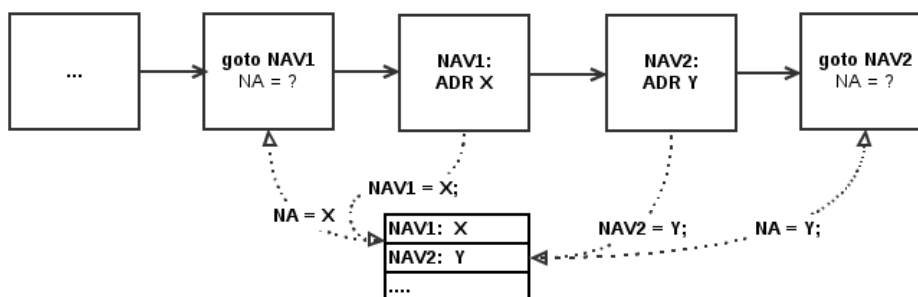 ...
goto NAV1
NA = ?
NAV1:
ADR X
NAV2:
ADR Y
goto NAV2
NA = ?
NAV1 = X;
NA = X
NAV2 = Y;
NA = Y;
NAV1: X
NAV2: Y
....